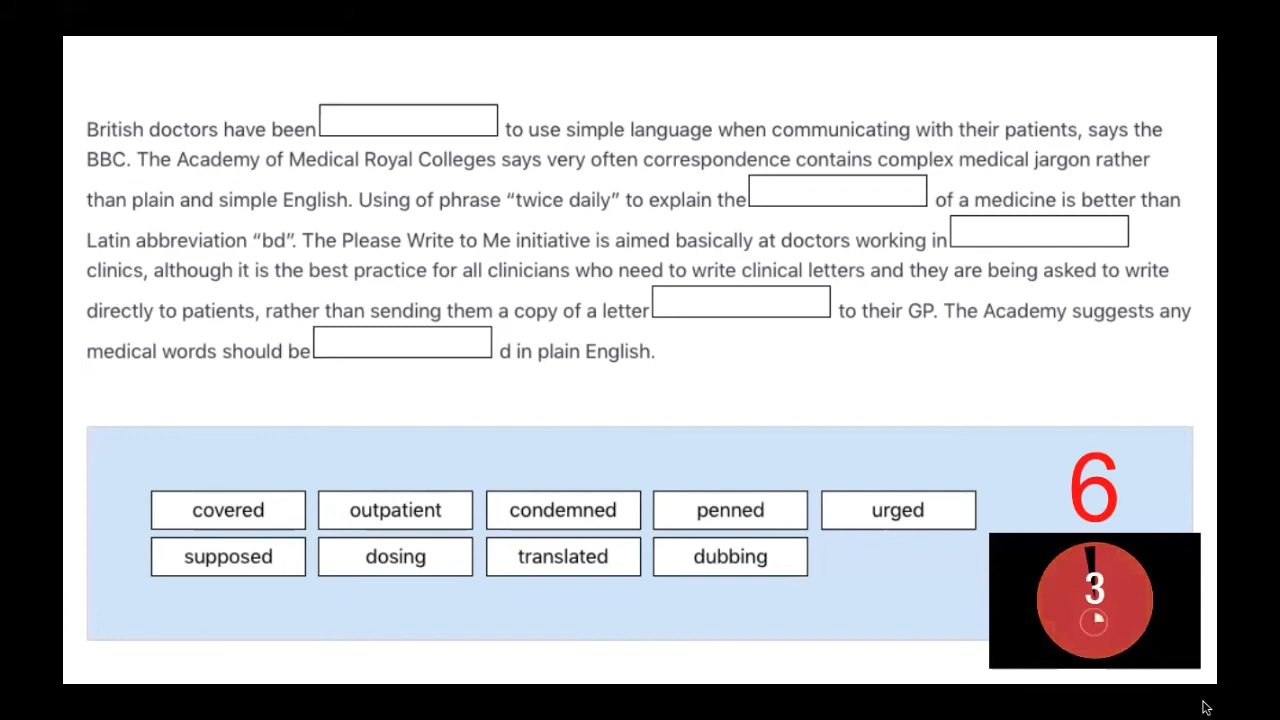 British doctors have been to use simple language when communicating with their patients, says the
BBC. The Academy of Medical Royal Colleges says very often correspondence contains complex medical jargon rather
than plain and simple English. Using of phrase “twice daily” to explain the of a medicine is better than
Latin abbreviation “bd”. The Please Write to Me initiative is aimed basically at doctors working in
clinics, although it is the best practice for all clinicians who need to write clinical letters and they are being asked to write
directly to patients, rather than sending them a copy of a letter to their GP. The Academy suggests any
medical words should be d in plain English.
covered outpatient condemned penned urged
supposed dosing translated dubbing
6
3